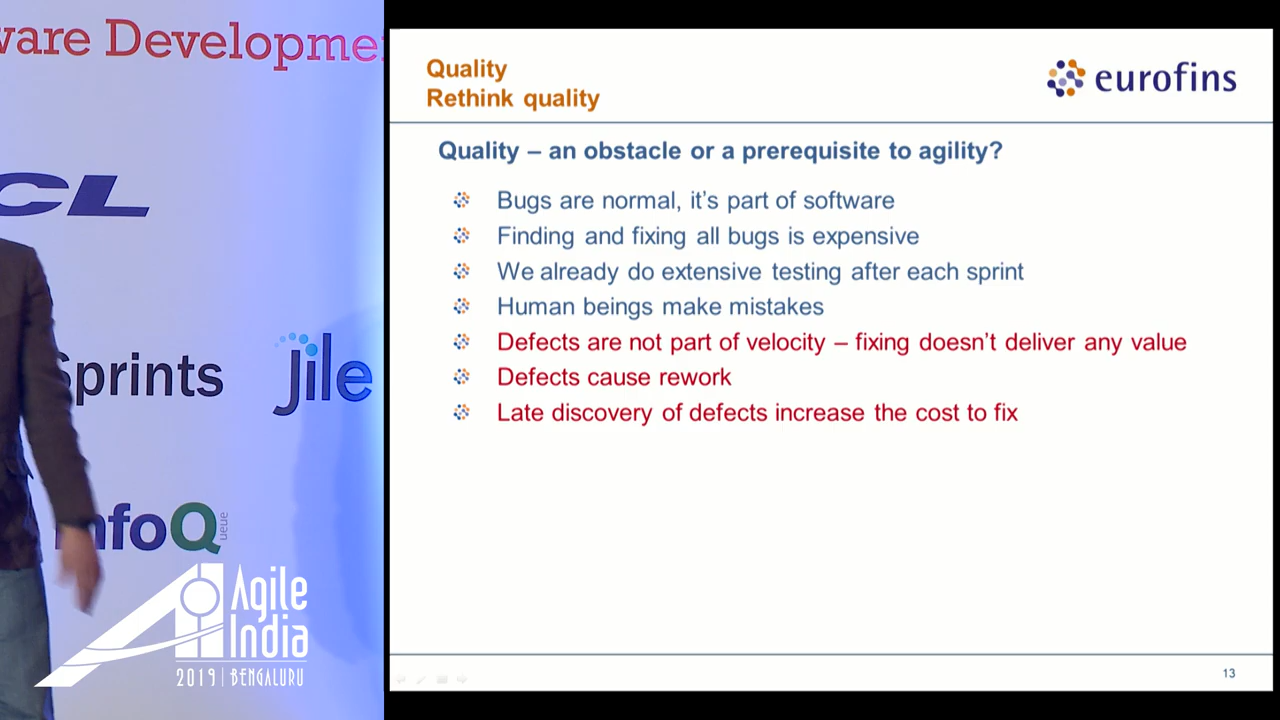 Development
CL
Sprints
Jile
InfoQ
ueue
Agile
India
2019 | BENGALURU
Quality
Rethink quality
eurofins
Quality – an obstacle or a prerequisite to agility?
Bugs are normal, it's part of software
Finding and fixing all bugs is expensive
We already do extensive testing after each sprint
Human beings make mistakes
Defects are not part of velocity – fixing doesn't deliver any value
Defects cause rework
Late discovery of defects increase the cost to fix
13